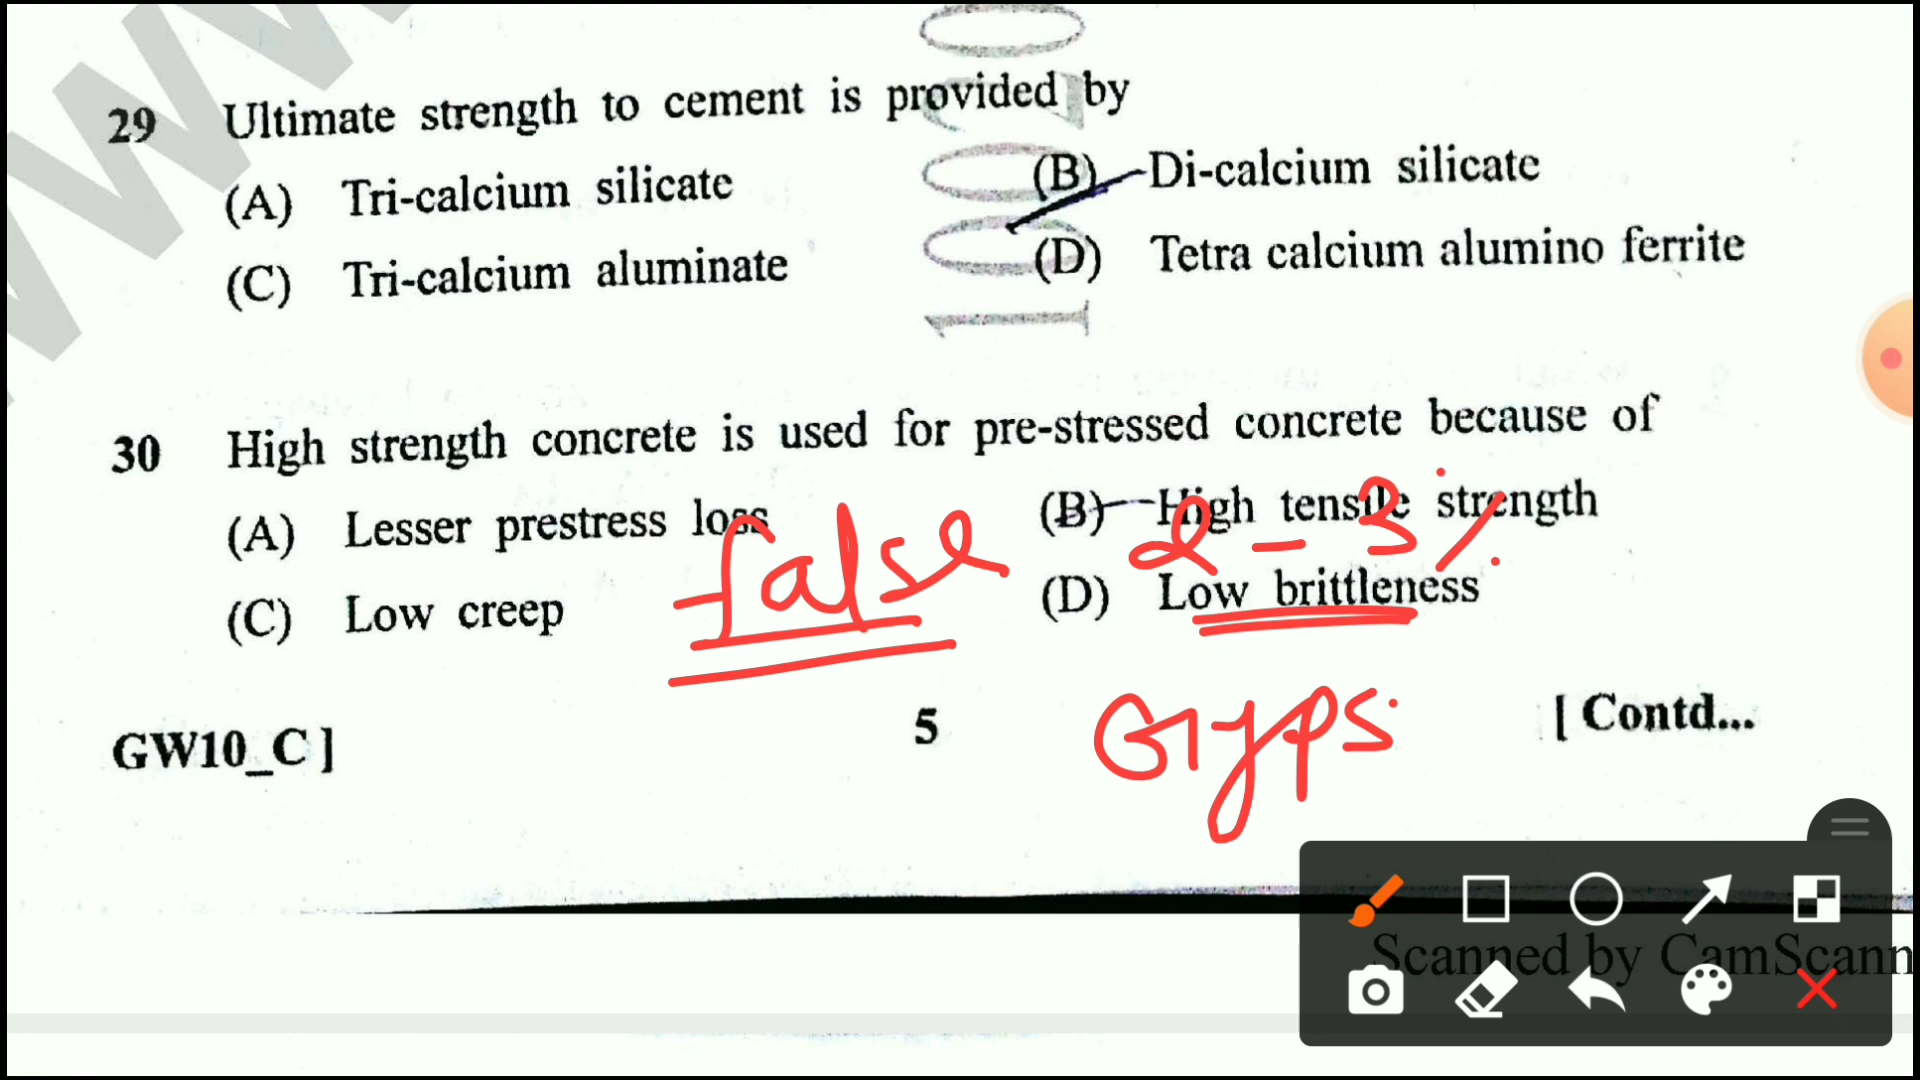 29 Ultimate strength to cement is provided by
(A) Tri-calcium silicate (B) Di-calcium silicate
(C) Tri-calcium aluminate (D) Tetra calcium alumino ferrite
30 High strength concrete is used for pre-stressed concrete because of
(A) Lesser prestress loss (B) High tensile strength
false 2-3%
(C) Low creep (D) Low brittleness
Gyps.
GW10_C] 5 [Contd...
Scanned by CamScann